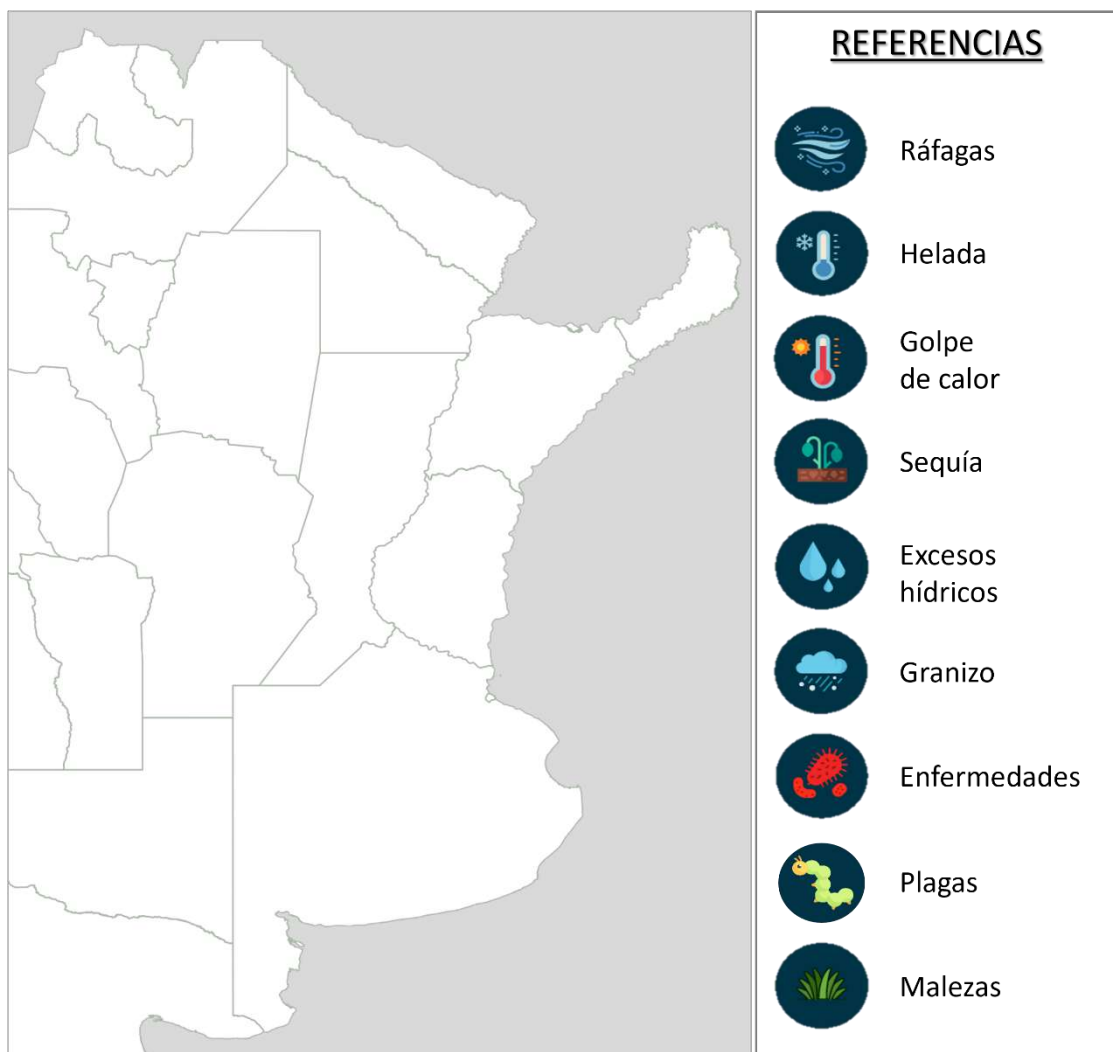 REFERENCIAS
Ráfagas
Helada
Golpe
de calor
Sequía
Excesos
hídricos
Granizo
Enfermedades
Plagas
Malezas